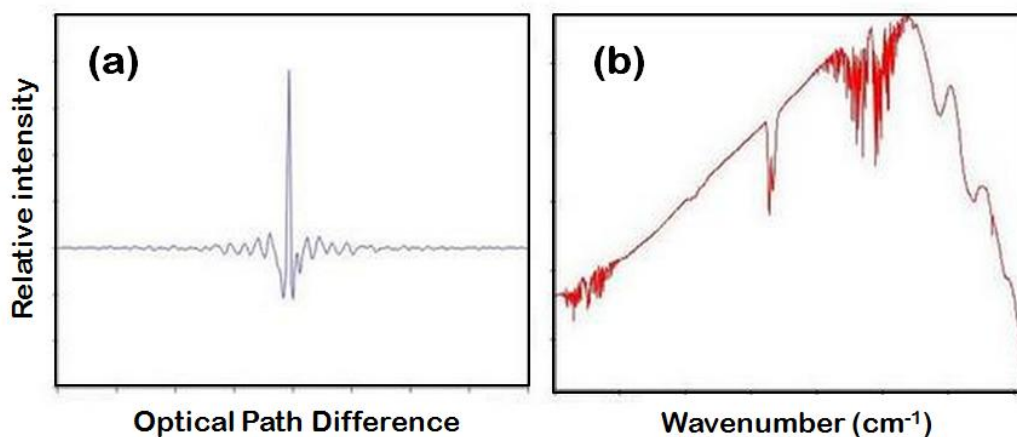 (a)
(b)
Relative intensity
Optical Path Difference
Wavenumber (cm⁻¹)